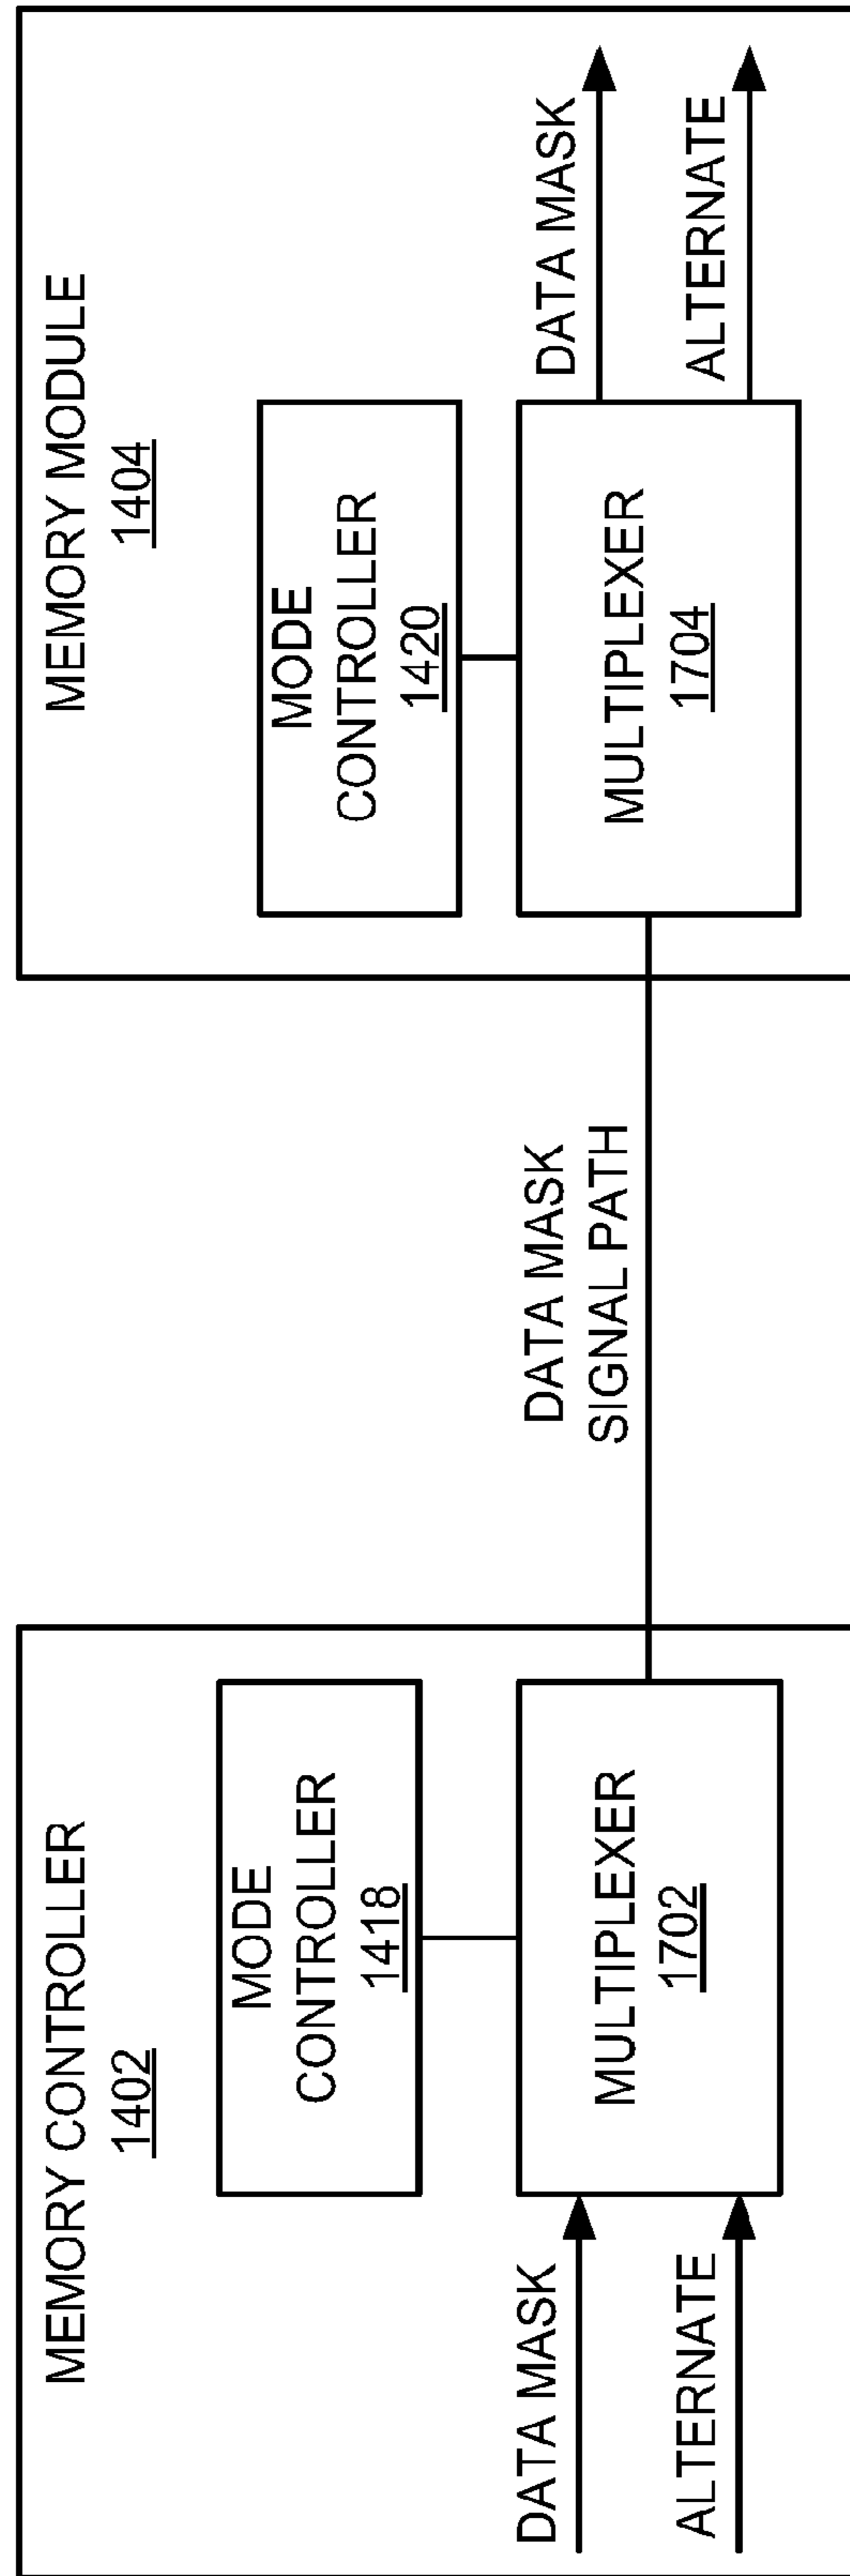 MEMORY CONTROLLER
1402
MODE
CONTROLLER
1418
DATA MASK
ALTERNATE
MULTIPLEXER
1702
DATA MASK
SIGNAL PATH
MEMORY MODULE
1404
MODE
CONTROLLER
1420
MULTIPLEXER
1704
DATA MASK
ALTERNATE